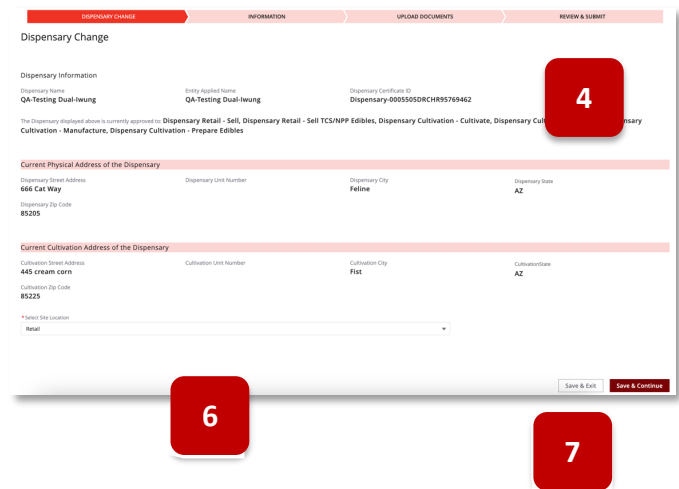 DISPENSARY CHANGE
INFORMATION
UPLOAD DOCUMENTS
REVIEW & SUBMIT
Dispensary Change
Dispensary Information
Dispensary Name
Entity Applied Name
Dispensary Certificate ID
QA-Testing Dual-Iwung
QA-Testing Dual-Iwung
Dispensary-0005505DRCHR95769462
4
The Dispensary displayed above is currently approved to: Dispensary Retail - Sell, Dispensary Retail - Sell TCS/NPP Edibles, Dispensary Cultivation - Cultivate, Dispensary
Cultivation - Manufacture, Dispensary Cultivation - Prepare Edibles
Current Physical Address of the Dispensary
Dispensary Street Address
Dispensary Unit Number
Dispensary City
Dispensary State
666 Cat Way
Feline
AZ
Dispensary Zip Code
85205
Current Cultivation Address of the Dispensary
Cultivation Street Address
Cultivation Unit Number
Cultivation City
CultivationState
445 cream corn
Fist
AZ
Cultivation Zip Code
85225
*Select Site Location
Retail
Save & Exit
Save & Continue
6
7